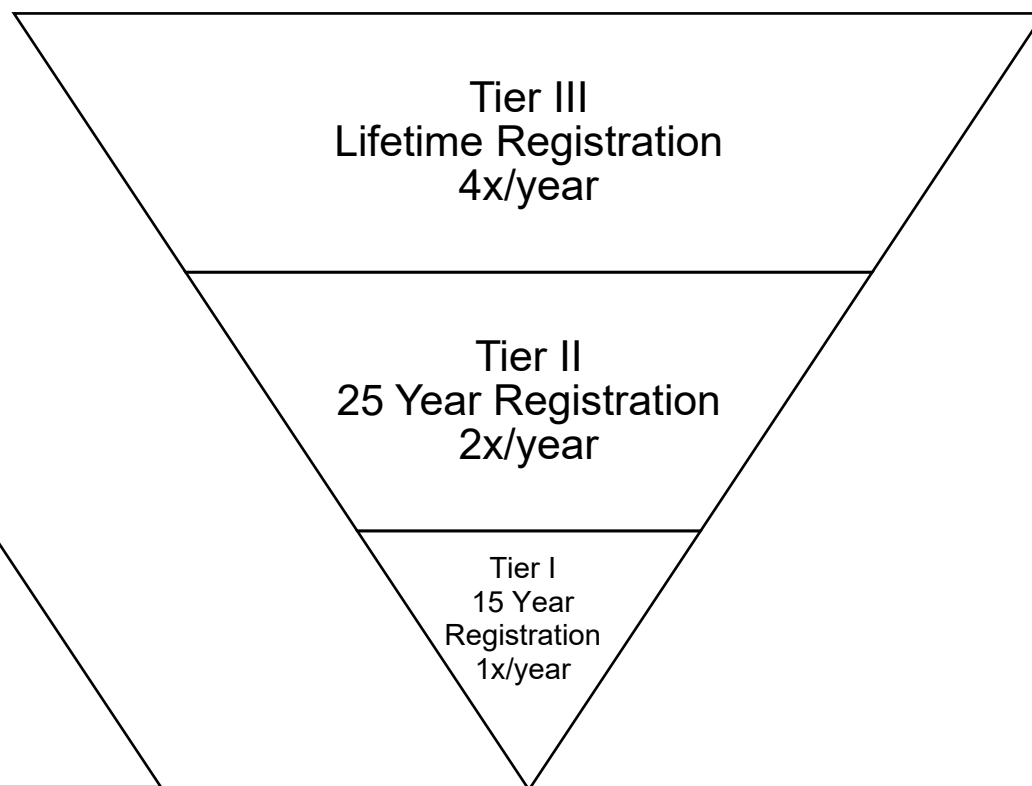 Tier III
Lifetime Registration
4x/year
Tier II
25 Year Registration
2x/year
Tier I
15 Year
Registration
1x/year